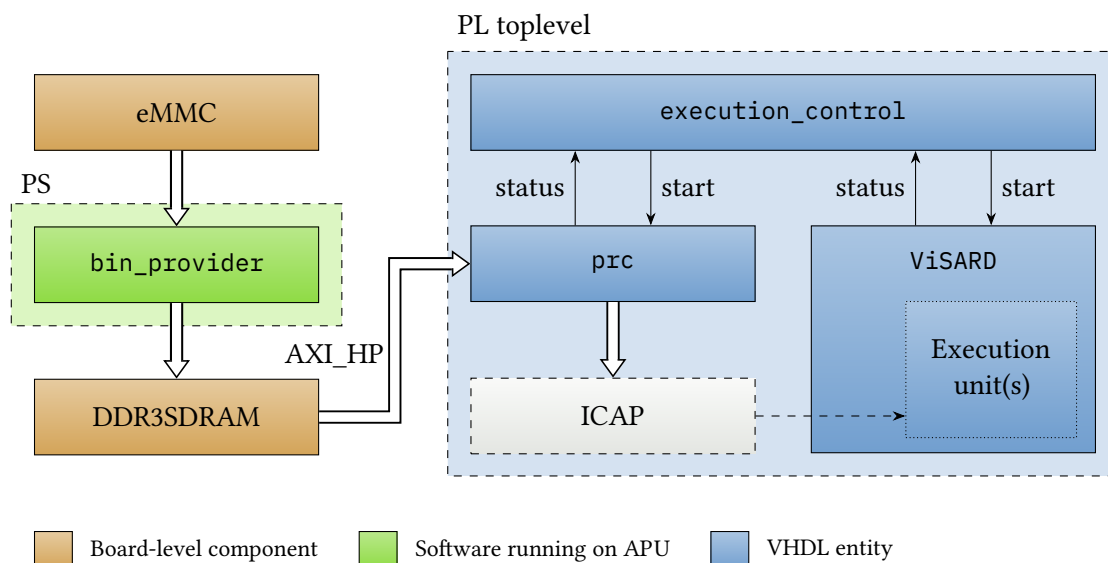 PL toplevel
eMMC
execution_control
PS
status
start
status
start
bin_provider
prc
ViSARD
AXI_HP
Execution
unit(s)
DDR3SDRAM
ICAP
Board-level component
Software running on APU
VHDL entity